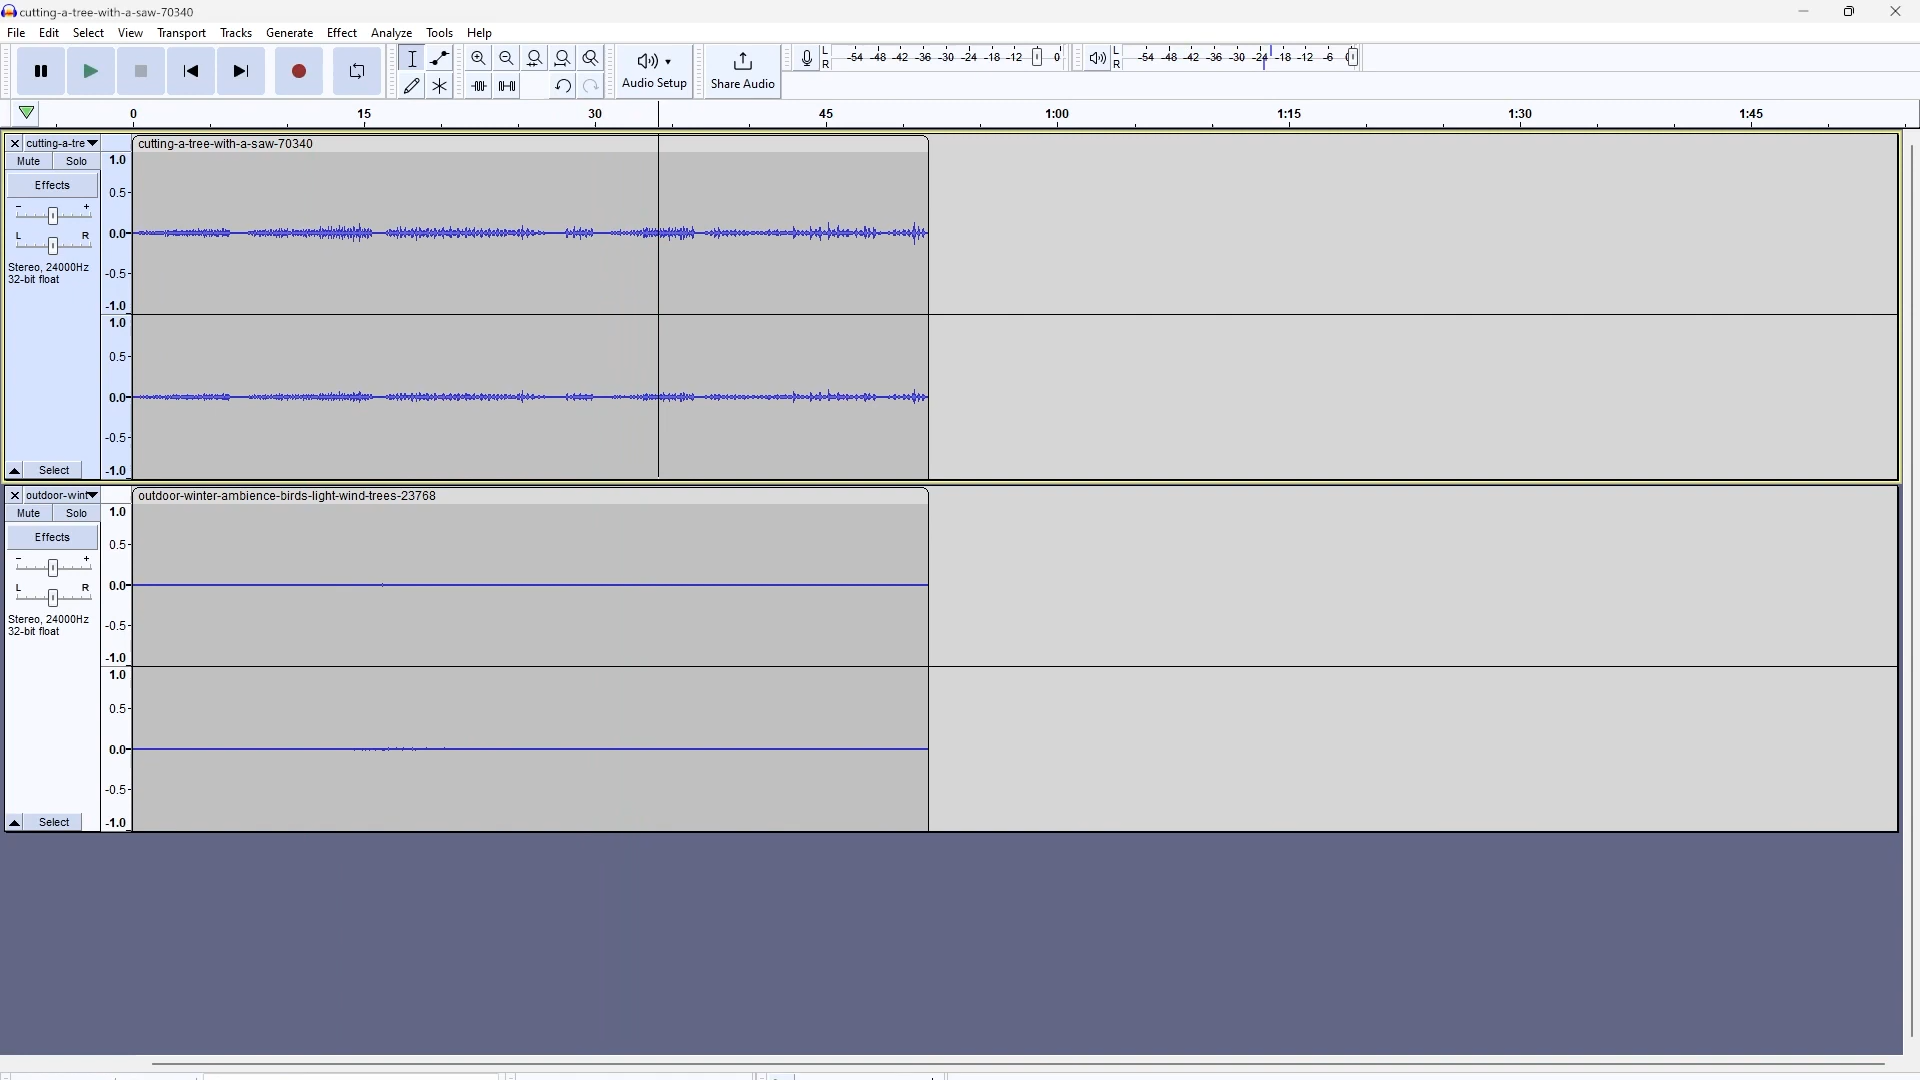 cutting-a-tree-with-a-saw-70340
File Edit Select View Transport Tracks Generate Effect Analyze Tools Help
Audio Setup
Share Audio
L
R
-54 -48 -42 -36 -30 -24 -18 -12 0
L
R
-54 -48 -42 -36 -30 -24 -18 -12 -6 0
0 15 30 45 1:00 1:15 1:30 1:45
cutting-a-tre
cutting-a-tree-with-a-saw-70340
Mute Solo
Effects
- +
L R
Stereo, 24000Hz
32-bit float
Select
1.0
0.5
0.0
-0.5
-1.0
1.0
0.5
0.0
-0.5
-1.0
outdoor-wint
outdoor-winter-ambience-birds-light-wind-trees-23768
Mute Solo
Effects
- +
L R
Stereo, 24000Hz
32-bit float
Select
1.0
0.5
0.0
-0.5
-1.0
1.0
0.5
0.0
-0.5
-1.0